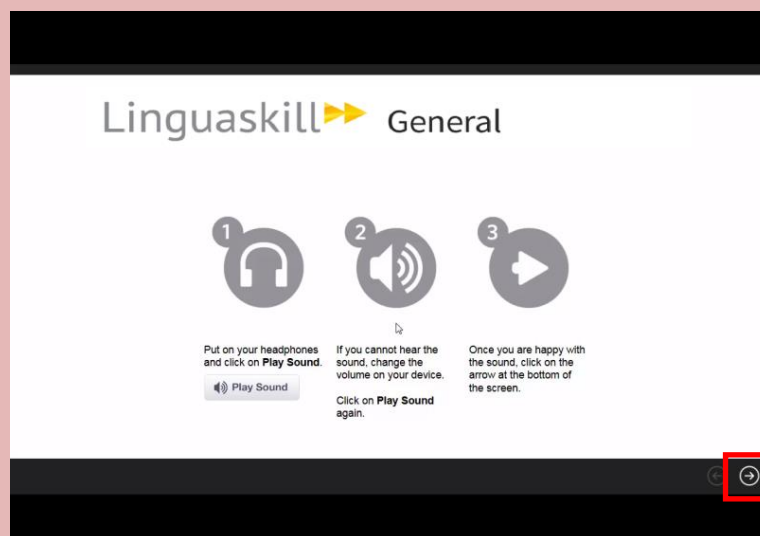 Linguaskill General
1
2
3
Put on your headphones
and click on Play Sound.
Play Sound
If you cannot hear the
sound, change the
volume on your device.
Click on Play Sound
again.
Once you are happy with
the sound, click on the
arrow at the bottom of
the screen.